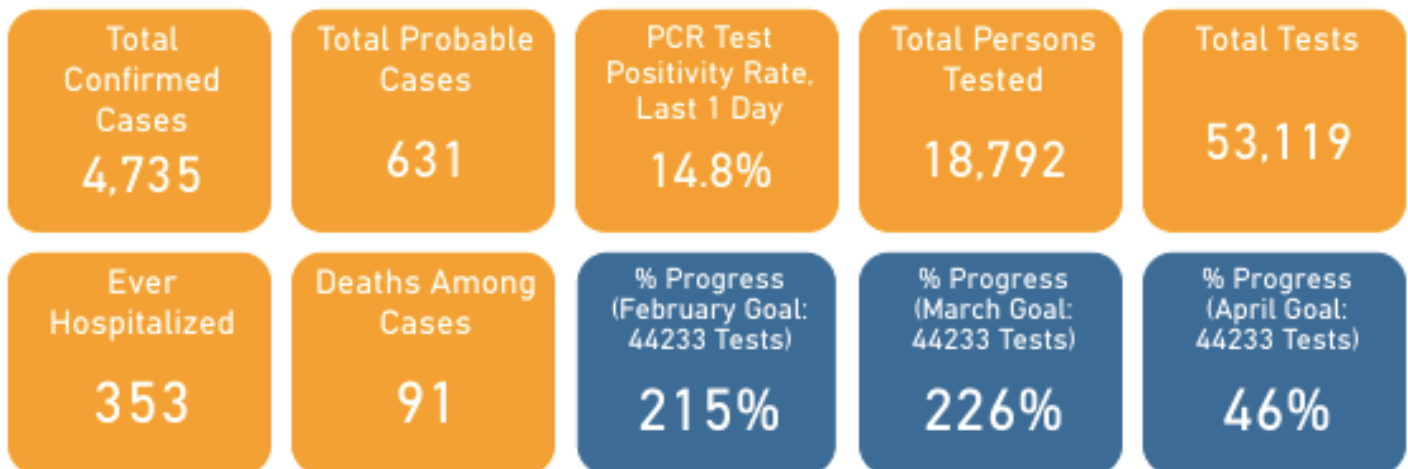 Total
Confirmed
Cases
4,735
Total Probable
Cases
631
PCR Test
Positivity Rate,
Last 1 Day
14.8%
Total Persons
Tested
18,792
Total Tests
53,119
Ever
Hospitalized
353
Deaths Among
Cases
91
% Progress
(February Goal:
44233 Tests)
215%
% Progress
(March Goal:
44233 Tests)
226%
% Progress
(April Goal:
44233 Tests)
46%